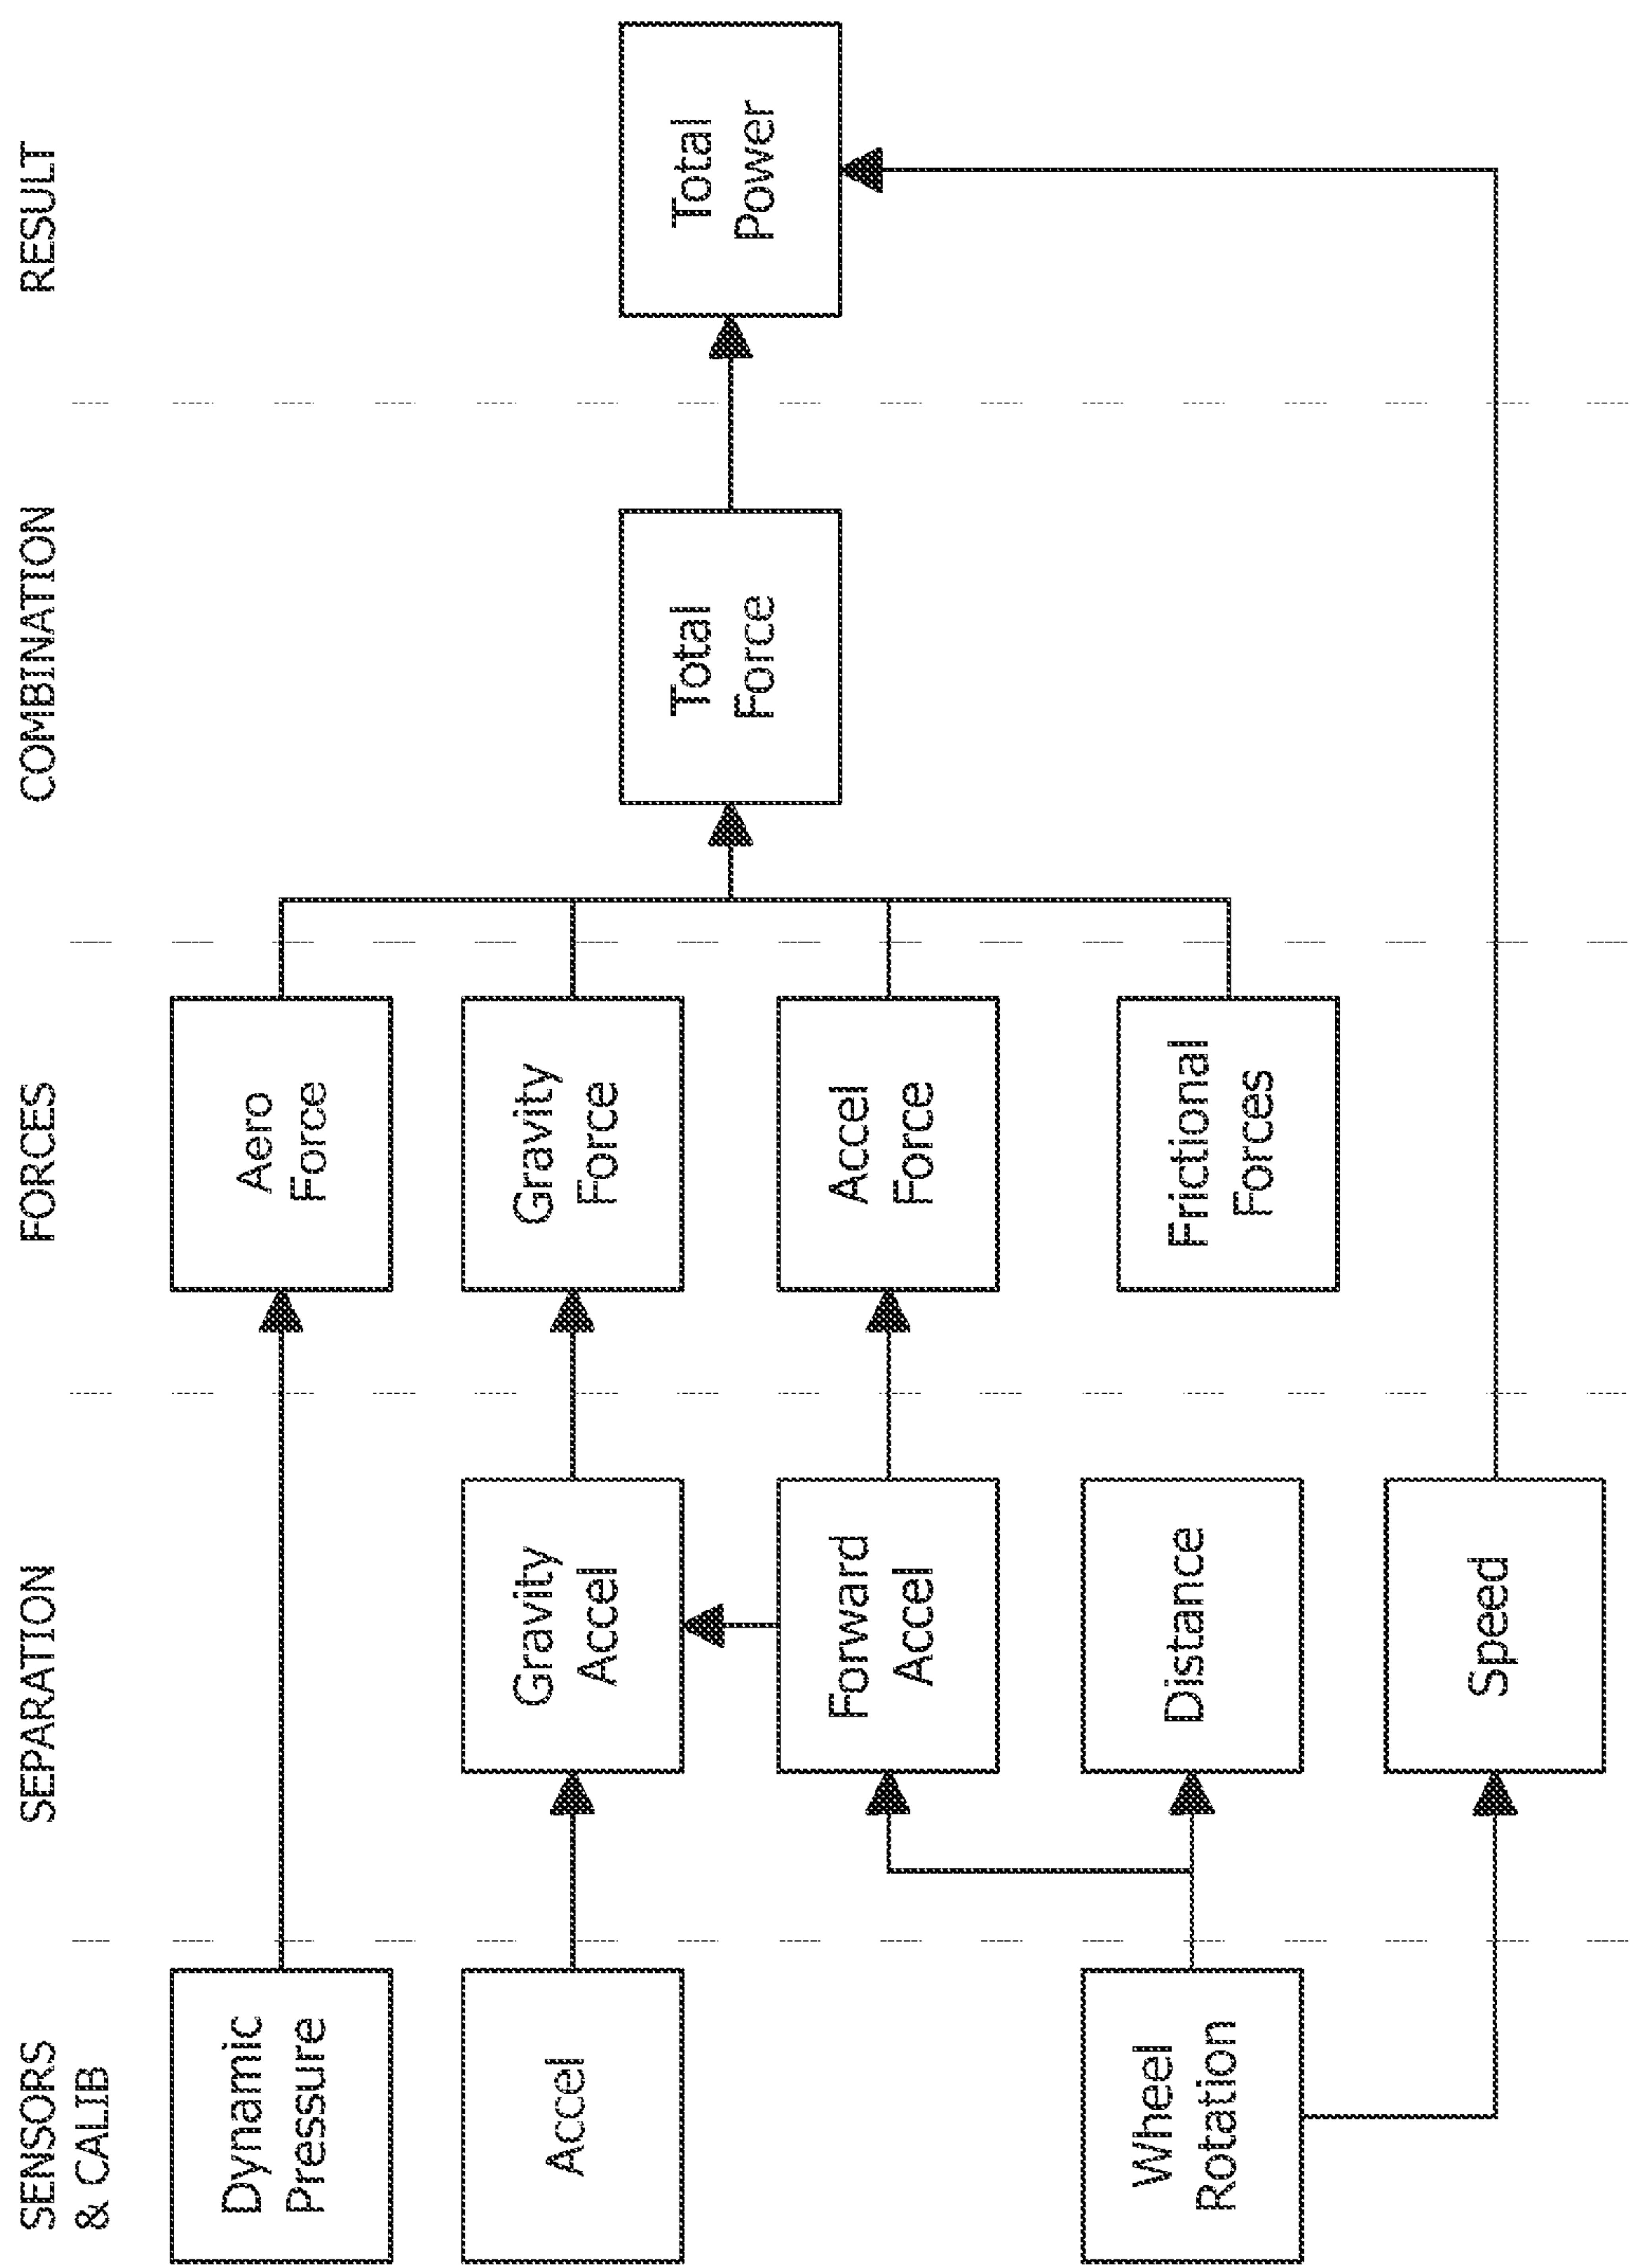 SENSORS
& CALIB
SEPARATION
FORCES
COMBINATION
RESULT
Dynamic
Pressure
Aero
Force
Accel
Gravity
Accel
Gravity
Force
Total
Force
Total
Power
Forward
Accel
Accel
Force
Wheel
Rotation
Distance
Frictional
Forces
Speed